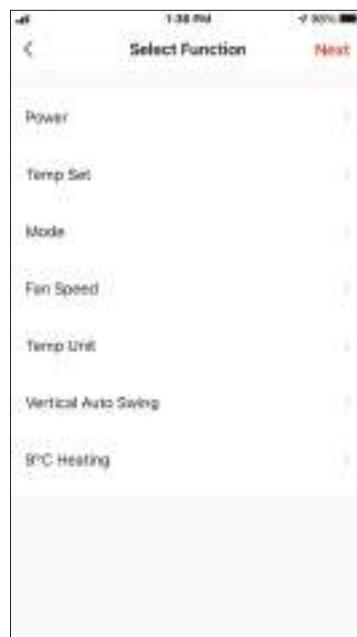 1:38 PM 93%
Select Function Next
Power
Temp Set
Mode
Fan Speed
Temp Unit
Vertical Auto Swing
8°C Heating